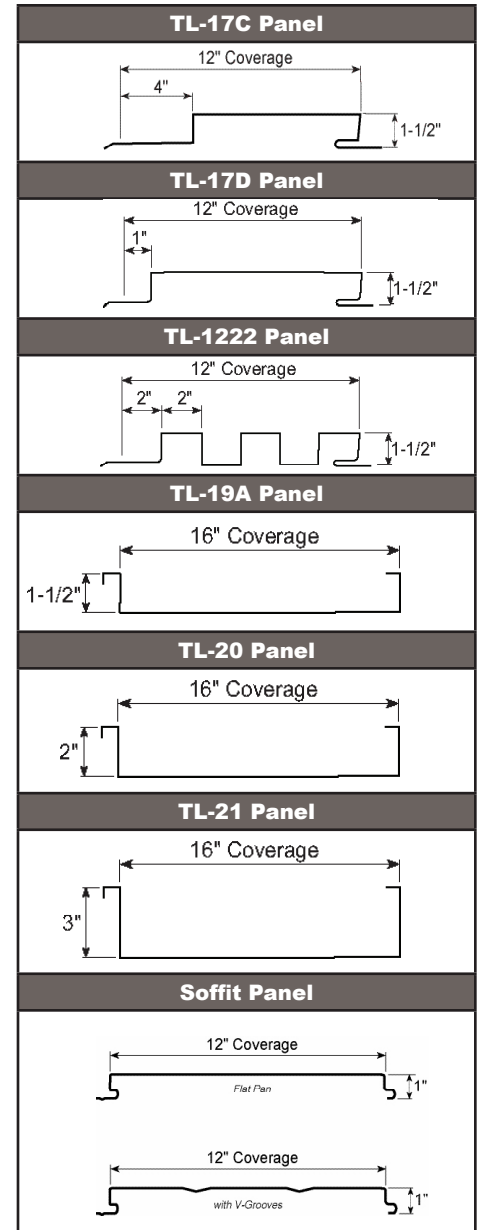 TL-17C Panel
12" Coverage
4"
1-1/2"
TL-17D Panel
12" Coverage
1"
1-1/2"
TL-1222 Panel
12" Coverage
2" 2"
1-1/2"
TL-19A Panel
16" Coverage
1-1/2"
TL-20 Panel
16" Coverage
2"
TL-21 Panel
16" Coverage
3"
Soffit Panel
12" Coverage
Flat Pan
1"
12" Coverage
with V-Grooves
1"